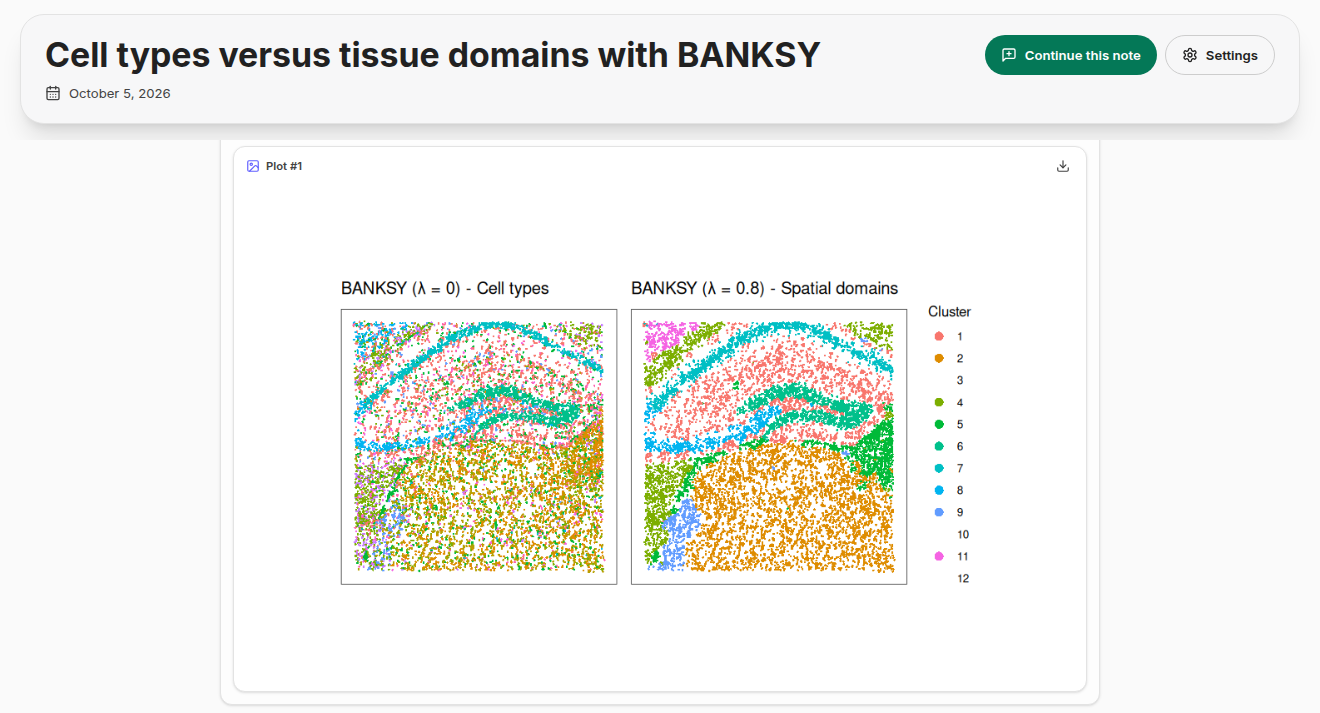 Cell types versus tissue domains with BANKSY
Continue this note
Settings
October 5, 2026
Plot #1
BANKSY (λ = 0) - Cell types
BANKSY (λ = 0.8) - Spatial domains
Cluster
1
2
3
4
5
6
7
8
9
10
11
12